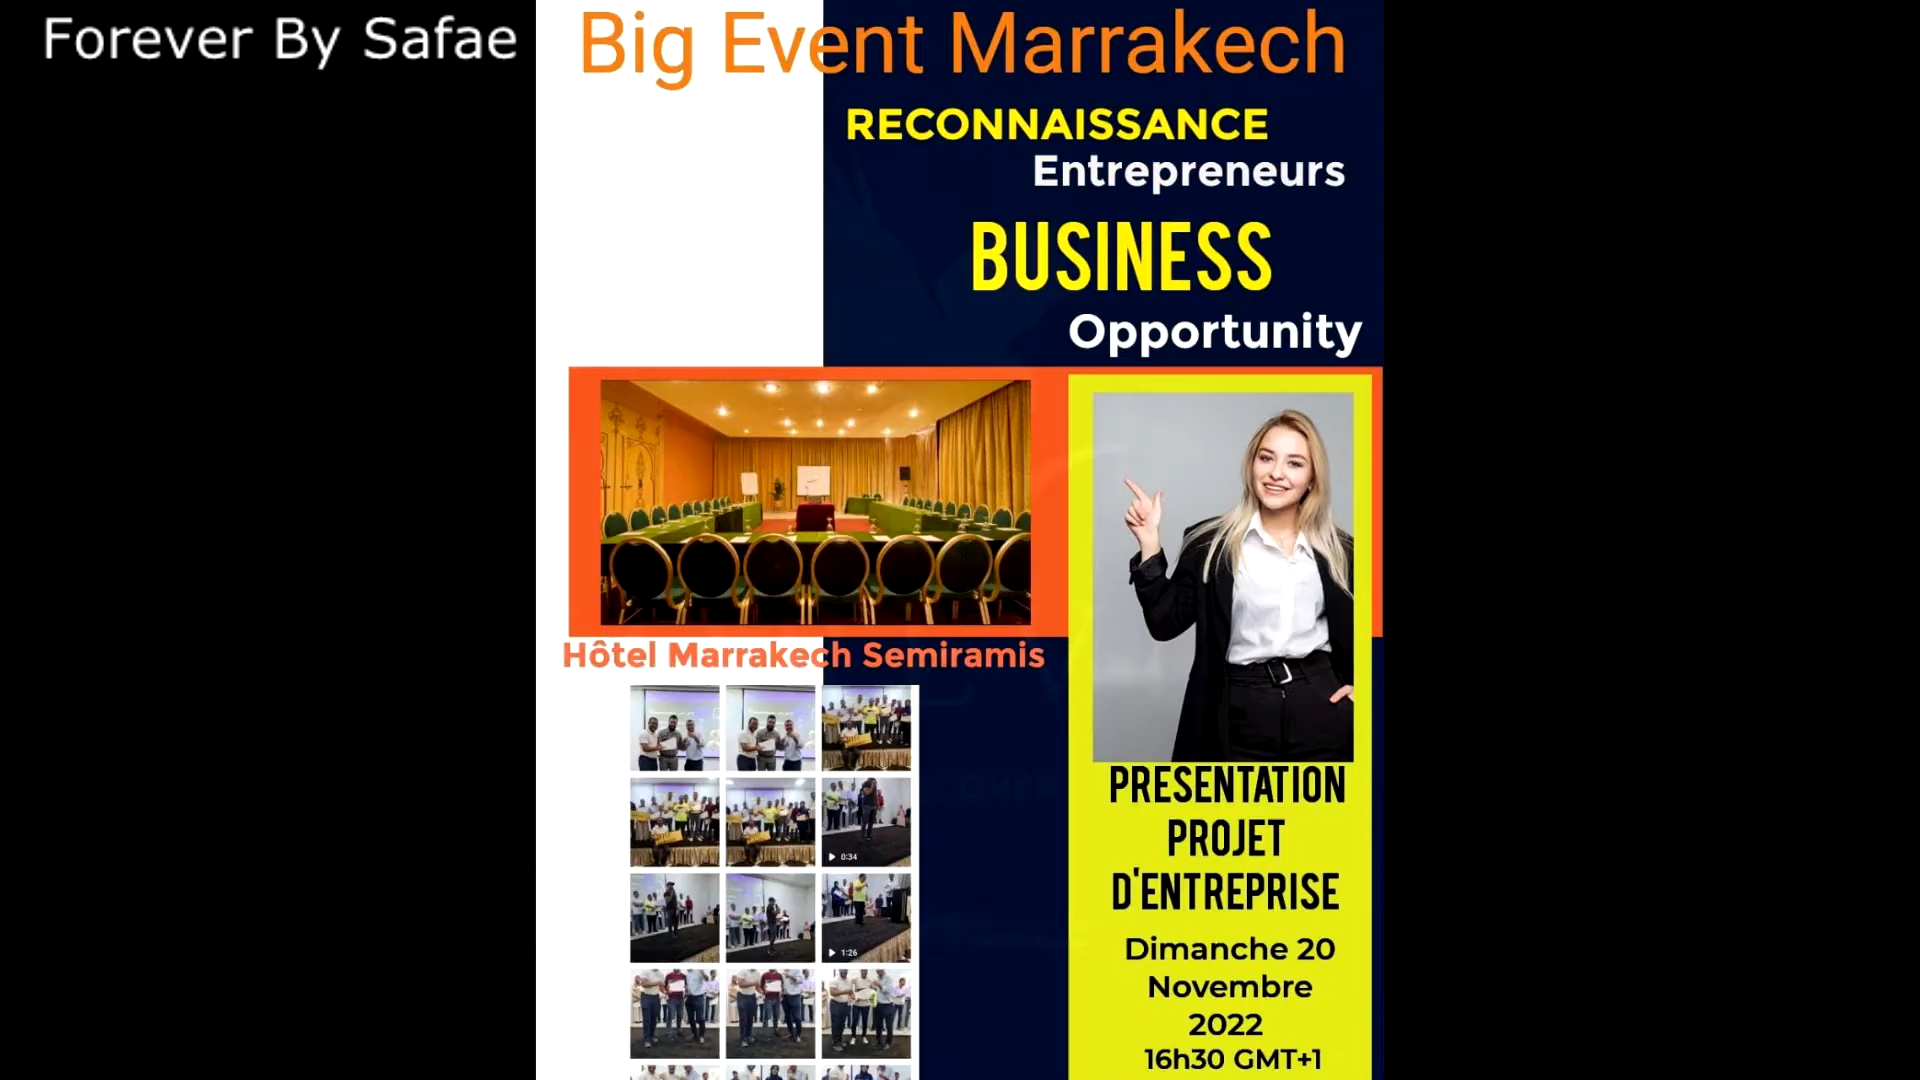 Forever By Safae
Big Event Marrakech
RECONNAISSANCE
Entrepreneurs
BUSINESS
Opportunity
Hôtel Marrakech Semiramis
0:34
1:26
PRESENTATION
PROJET
D'ENTREPRISE
Dimanche 20
Novembre
2022
16h30 GMT+1